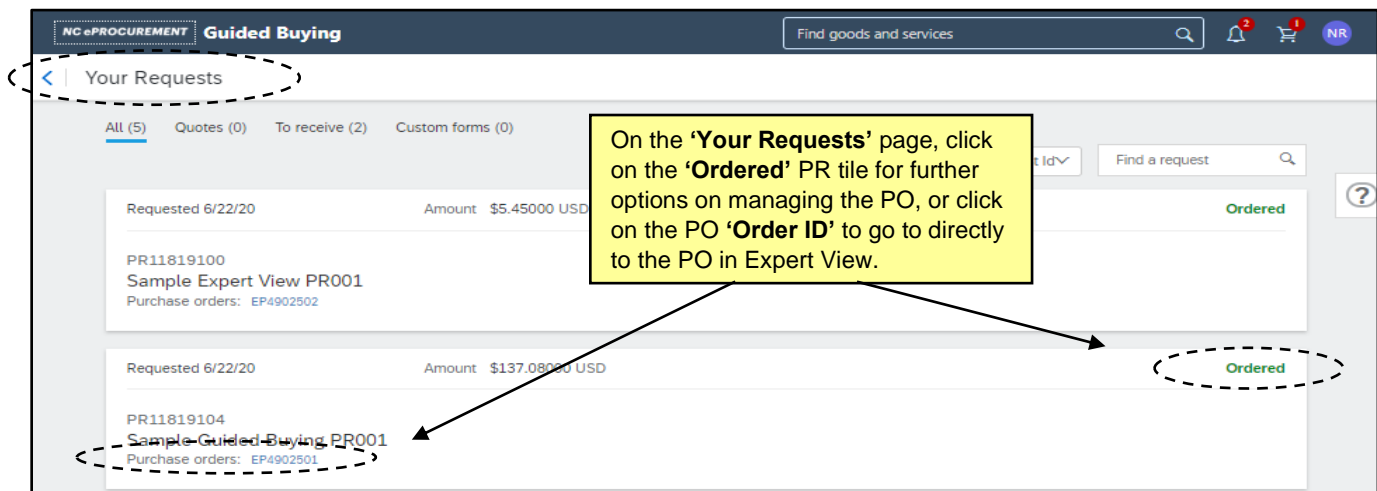 NC ePROCUREMENT Guided Buying
Find goods and services
2
1
NR
Your Requests
All (5) Quotes (0) To receive (2) Custom forms (0)
Find a request
?
On the ‘Your Requests’ page, click
on the ‘Ordered’ PR tile for further
options on managing the PO, or click
on the PO ‘Order ID’ to go to directly
to the PO in Expert View.
Requested 6/22/20 Amount $5.45000 USD Ordered
PR11819100
Sample Expert View PR001
Purchase orders: EP4902502
Requested 6/22/20 Amount $137.08000 USD Ordered
PR11819104
Sample Guided Buying PR001
Purchase orders: EP4902501